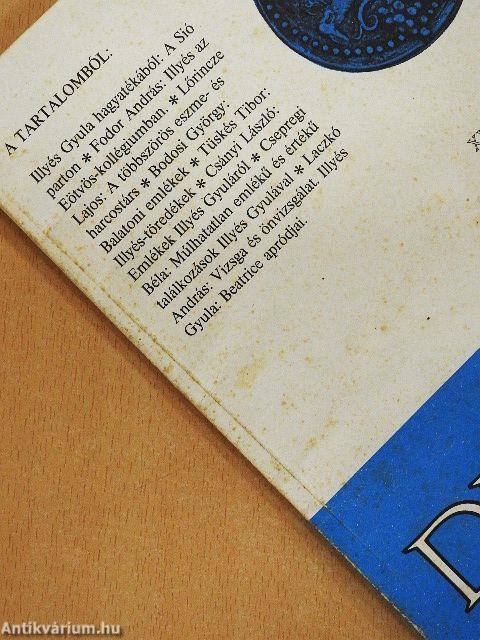 A TARTALOMBÓL:
Illyés Gyula hagyatékából: A Sió
parton * Fodor András: Illyés az
Eötvös-kollégiumban. * Lőrincze
Lajos: A többszörös eszme- és
harcostárs * Bodosi György:
Balatoni emlékek * Tüskés Tibor:
Illyés-töredékek * Csányi László:
Emlékek Illyés Gyuláról * Csepregi
Béla: Múlhatatlan emlékű és értékű
találkozások Illyés Gyulával * Laczkó
András: Vizsga és önvizsgálat. Illyés
Gyula: Beatrice apródjai.
X
D
Antikvárium.hu